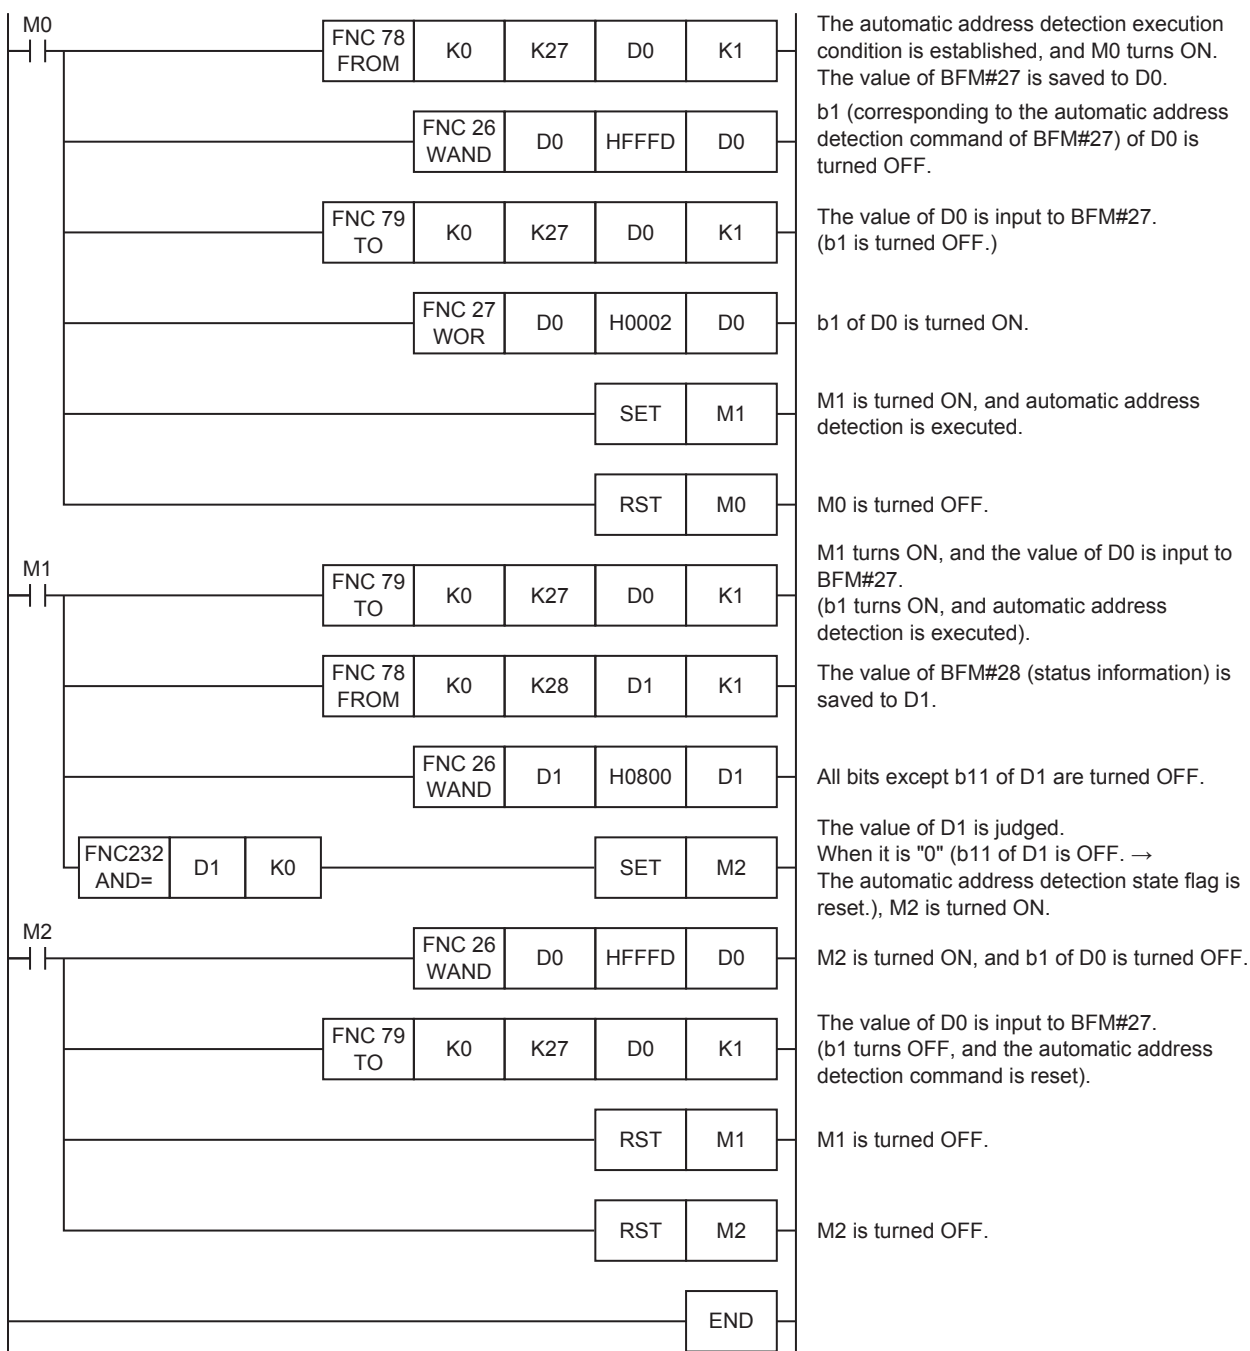 M0
FNC 78
FROM
K0
K27
D0
K1
The automatic address detection execution
condition is established, and M0 turns ON.
The value of BFM#27 is saved to D0.
FNC 26
WAND
D0
HFFFD
D0
b1 (corresponding to the automatic address
detection command of BFM#27) of D0 is
turned OFF.
FNC 79
TO
K0
K27
D0
K1
The value of D0 is input to BFM#27.
(b1 is turned OFF.)
FNC 27
WOR
D0
H0002
D0
b1 of D0 is turned ON.
SET
M1
M1 is turned ON, and automatic address
detection is executed.
RST
M0
M0 is turned OFF.
M1
FNC 79
TO
K0
K27
D0
K1
M1 turns ON, and the value of D0 is input to
BFM#27.
(b1 turns ON, and automatic address
detection is executed).
FNC 78
FROM
K0
K28
D1
K1
The value of BFM#28 (status information) is
saved to D1.
FNC 26
WAND
D1
H0800
D1
All bits except b11 of D1 are turned OFF.
FNC232
AND=
D1
K0
SET
M2
The value of D1 is judged.
When it is "0" (b11 of D1 is OFF. →
The automatic address detection state flag is
reset.), M2 is turned ON.
M2
FNC 26
WAND
D0
HFFFD
D0
M2 is turned ON, and b1 of D0 is turned OFF.
FNC 79
TO
K0
K27
D0
K1
The value of D0 is input to BFM#27.
(b1 turns OFF, and the automatic address
detection command is reset).
RST
M1
M1 is turned OFF.
RST
M2
M2 is turned OFF.
END